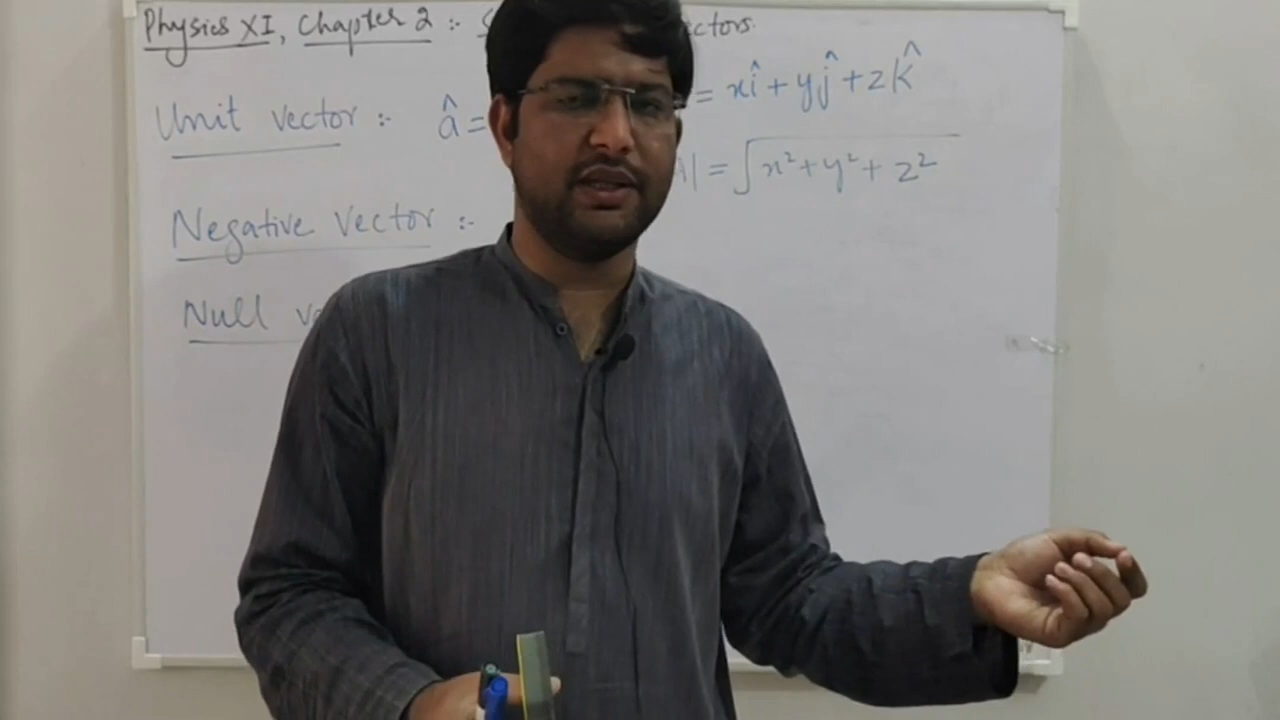 Physics XI, Chapter 2 :- ectors
Unit vector :- â = = xî + yĵ + zk̂
| = √x² + y² + z²
Negative vector :-
Null